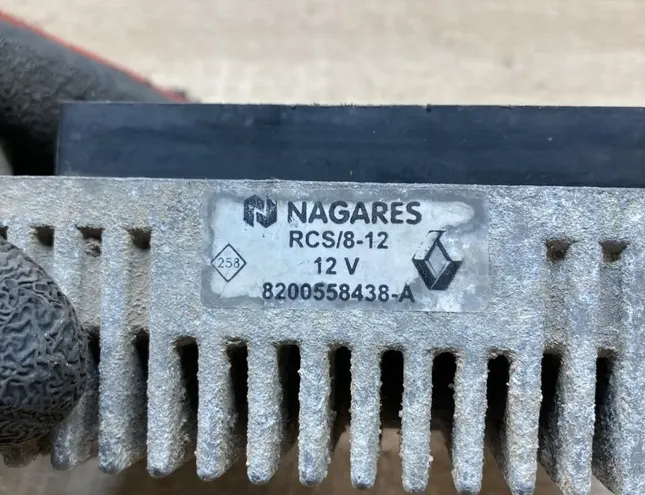 NAGARES
RCS/8-12
258
12 V
8200558438-A